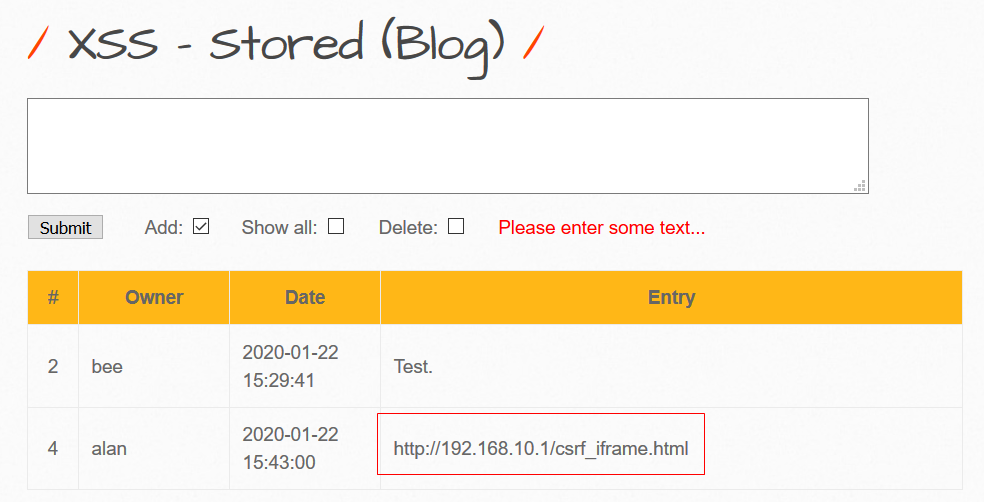 / XSS - Stored (Blog) /
Submit Add: Show all: Delete: Please enter some text...
# Owner Date Entry
2 bee 2020-01-22 15:29:41 Test.
4 alan 2020-01-22 15:43:00 http://192.168.10.1/csrf_iframe.html